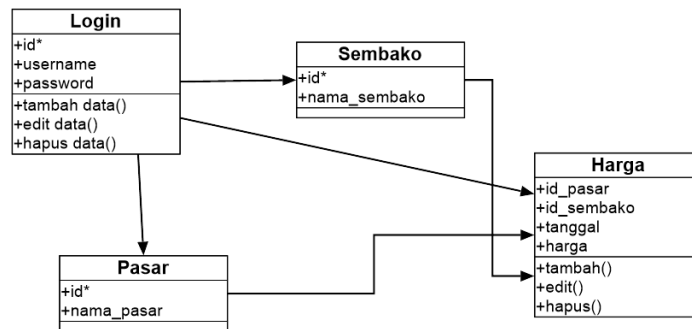 Login
+id*
+username
+password
+tambah data()
+edit data()
+hapus data()
Sembako
+id*
+nama_sembako
Harga
+id_pasar
+id_sembako
+tanggal
+harga
+tambah()
+edit()
+hapus()
Pasar
+id*
+nama_pasar